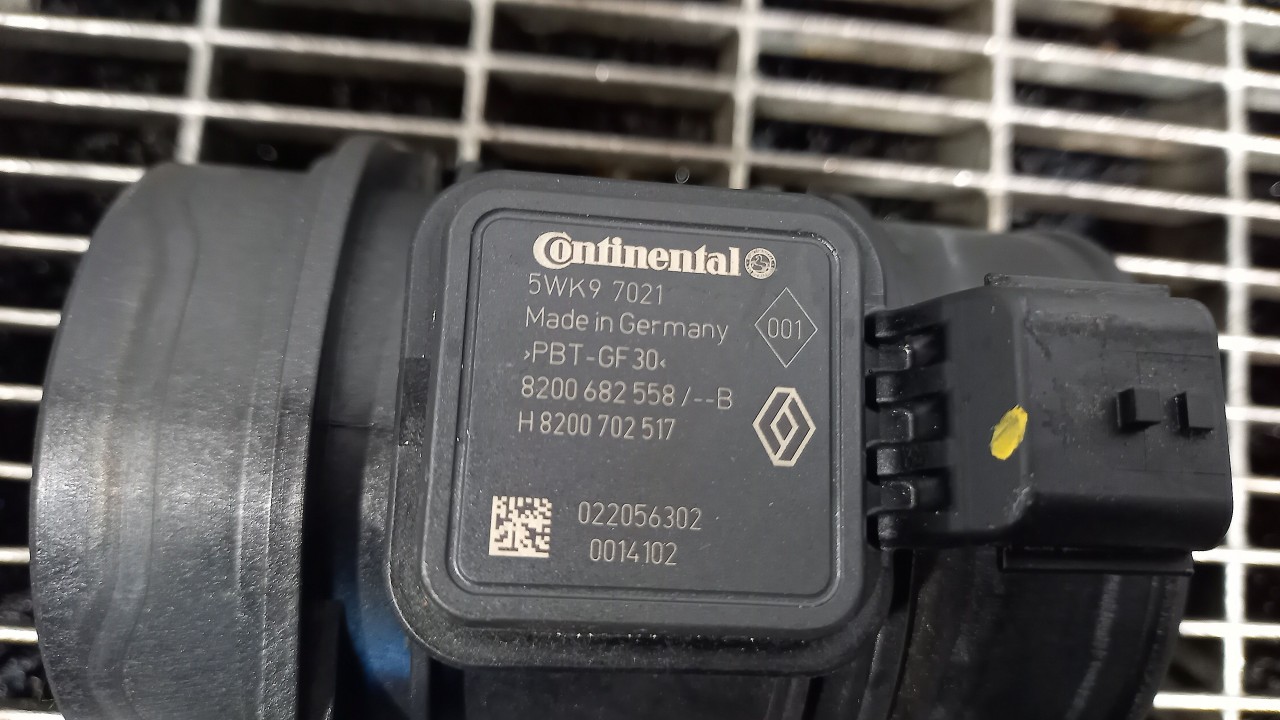 Continental
5WK9 7021
Made in Germany
001
>PBT-GF30<
8200 682 558 /--B
H 8200 702 517
022056302
0014102